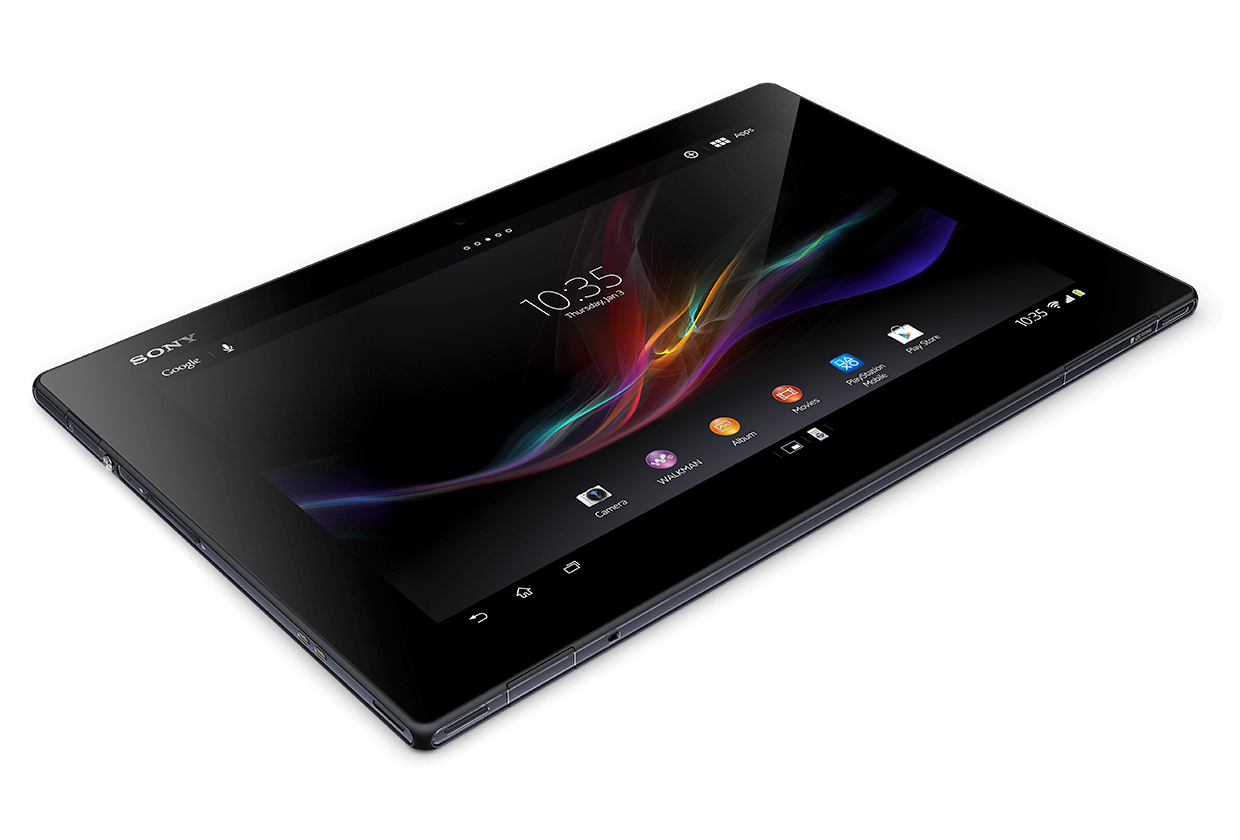 SONY
Google
Apps
10:35
Thursday, Jan 3
Camera
WALKMAN
Album
Movies
PlayStation
Mobile
Play Store
10:35